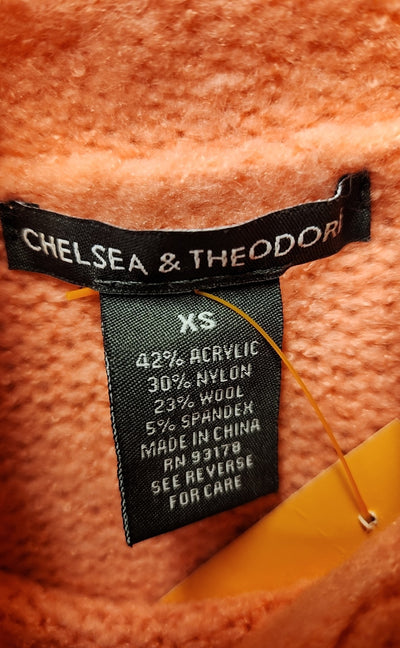 CHELSEA & THEODORE
XS
42% ACRYLIC
30% NYLON
23% WOOL
5% SPANDEX
MADE IN CHINA
RN 93178
SEE REVERSE
FOR CARE